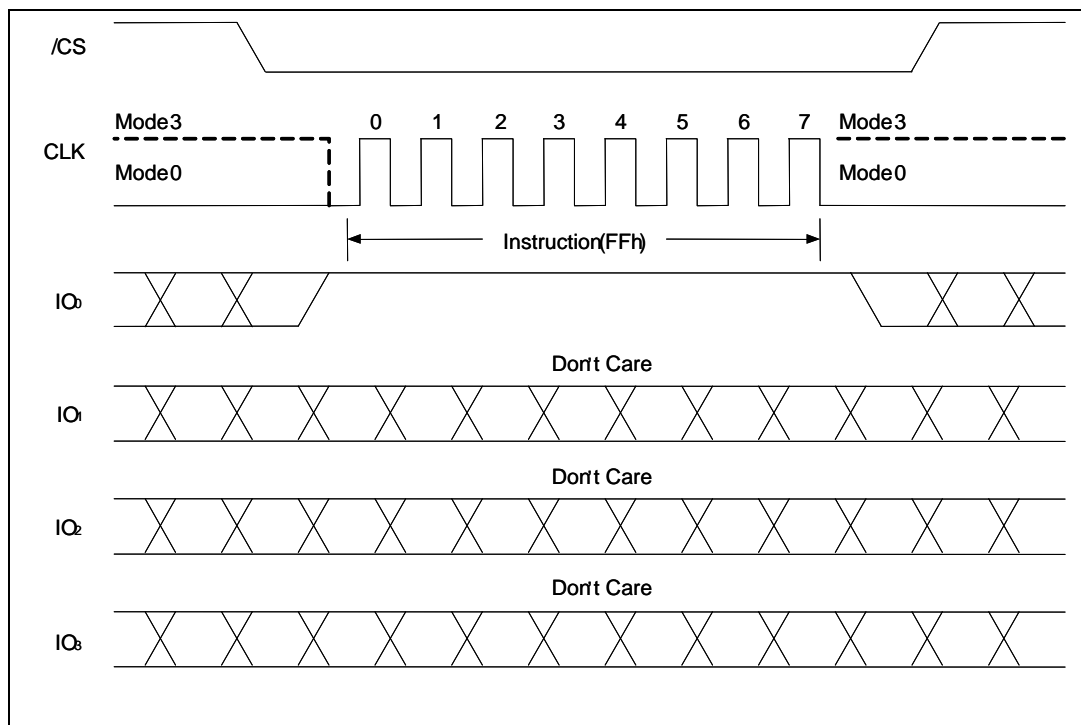 /CS
Mode3
0 1 2 3 4 5 6 7
Mode3
CLK
Mode0
Mode0
Instruction(FFh)
IO0
Don't Care
IO1
Don't Care
IO2
Don't Care
IO3